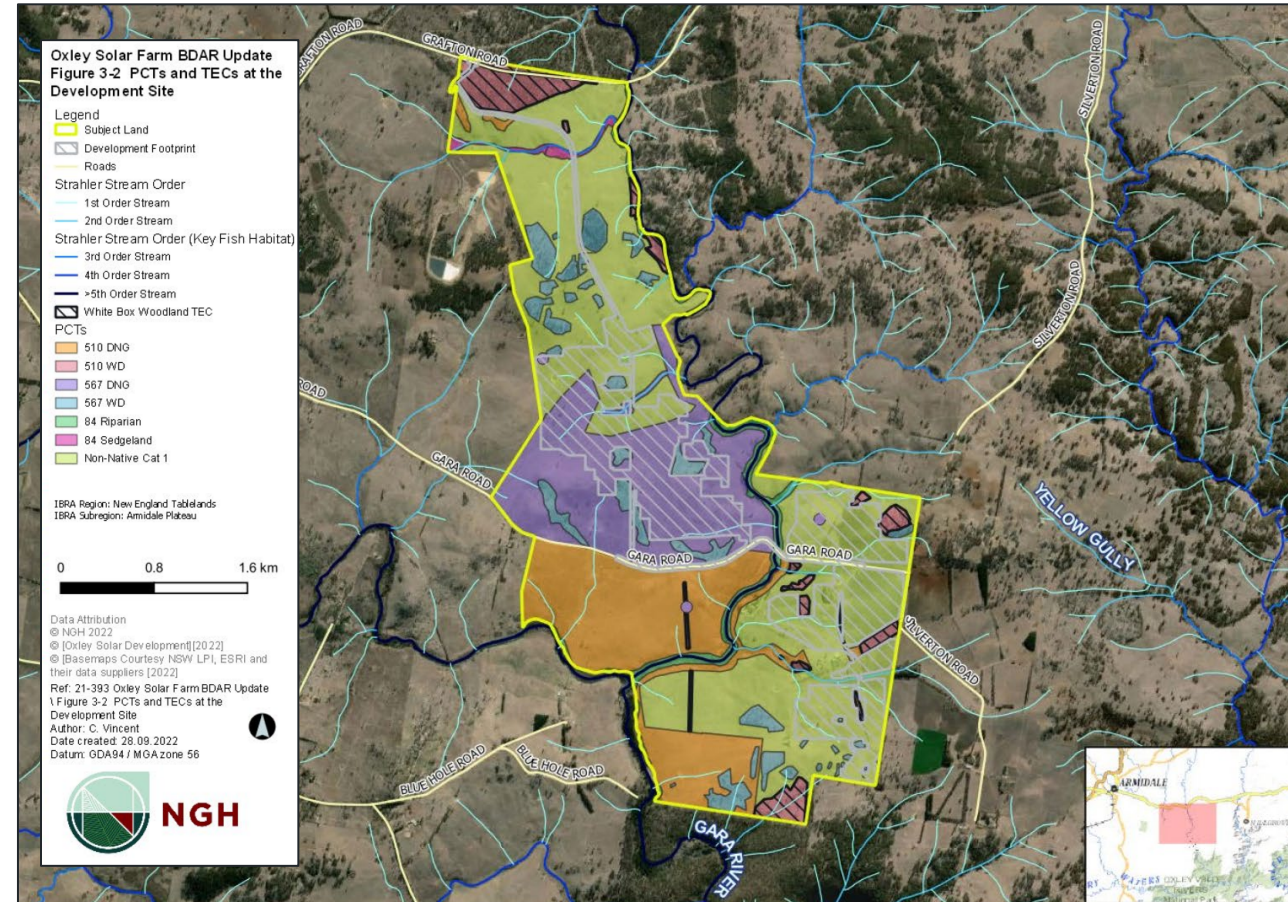 Oxley Solar Farm BDAR Update
Figure 3-2 PCTs and TECs at the
Development Site
Legend
Subject Land
Development Footprint
Roads
Strahler Stream Order
1st Order Stream
2nd Order Stream
Strahler Stream Order (Key Fish Habitat)
3rd Order Stream
4th Order Stream
>5th Order Stream
White Box Woodland TEC
PCTs
510 DNG
510 WD
567 DNG
567 WD
84 Riparian
84 Sedgeland
Non-Native Cat 1
IBRA Region: New England Tablelands
IBRA Subregion: Armidale Plateau
0 0.8 1.6 km
Data Attribution
© NGH 2022
© [Oxley Solar Development][2022]
© [Basemaps Courtesy NSW LPI, ESRI and
their data suppliers [2022]
Ref: 21-393 Oxley Solar Farm BDAR Update
\ Figure 3-2 PCTs and TECs at the
Development Site
Author: C. Vincent
Date created: 28.09.2022
Datum: GDA94 / MGA zone 56
NGH
GRAFTON ROAD
GRAFTON ROAD
SILVERTON ROAD
SILVERTON ROAD
ROAD
GARA ROAD
GARA ROAD
GARA ROAD
YELLOW GULLY
SILVERTON ROAD
BLUE HOLE ROAD
BLUE HOLE ROAD
GARA RIVER
ARMIDALE
OXLEY